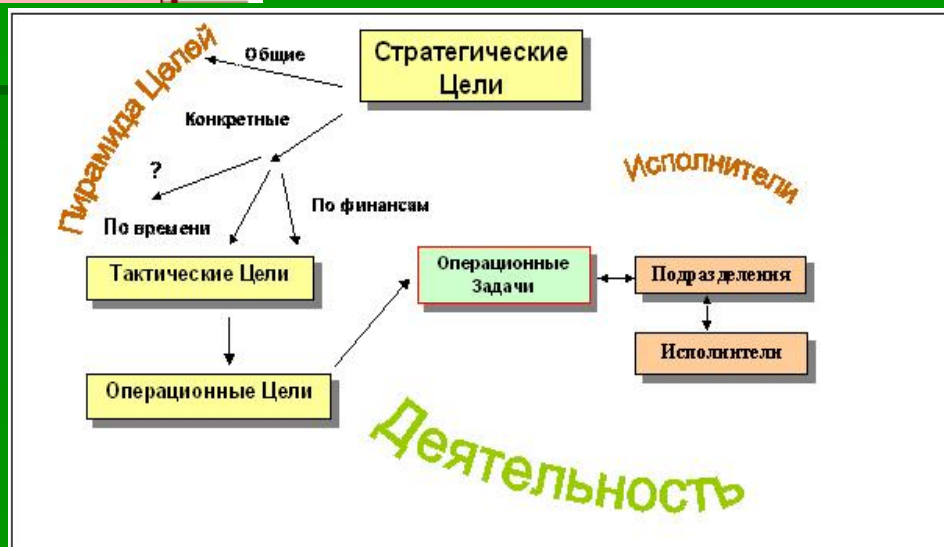 Пирамида Целей
Общие
Стратегические
Цели
Конкретные
?
По времени
По финансам
Исполнители
Тактические Цели
Операционные
Задачи
Подразделения
Исполнители
Операционные Цели
Деятельность